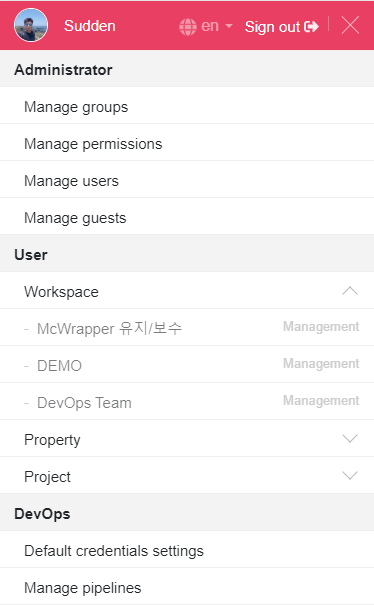 Sudden en Sign out
Administrator
Manage groups
Manage permissions
Manage users
Manage guests
User
Workspace
- McWrapper 유지/보수 Management
- DEMO Management
- DevOps Team Management
Property
Project
DevOps
Default credentials settings
Manage pipelines